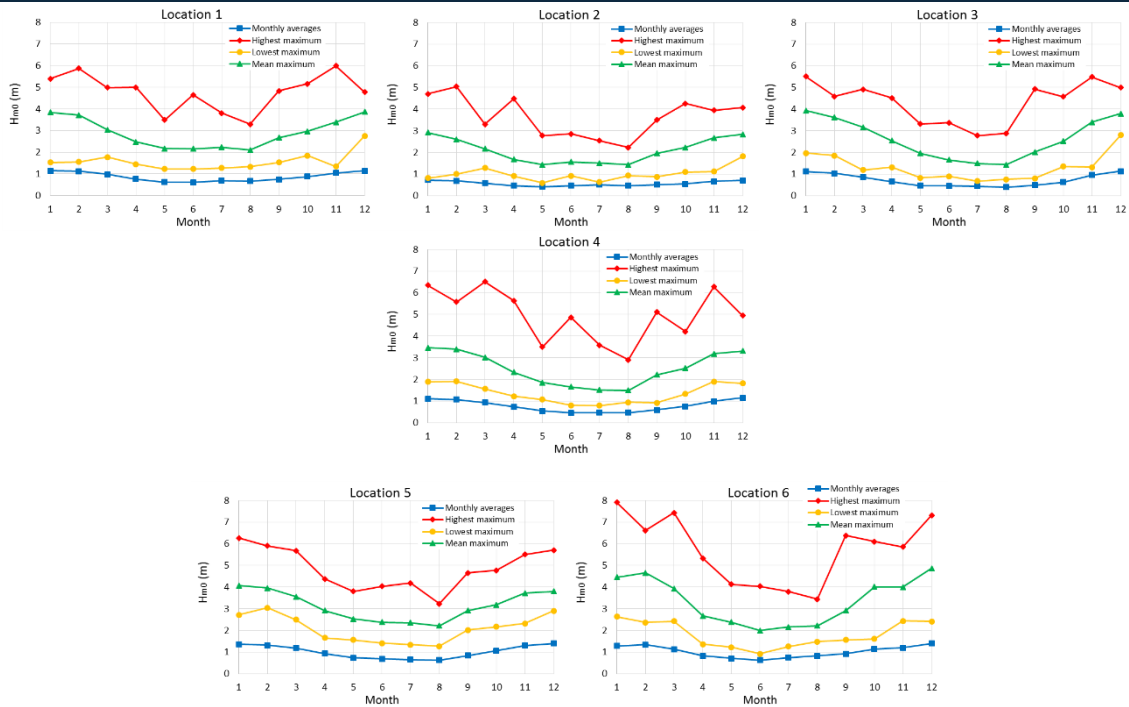 Location 1
Monthly averages
Highest maximum
Lowest maximum
Mean maximum
Hm0 (m)
8
7
6
5
4
3
2
1
0
1 2 3 4 5 6 7 8 9 10 11 12
Month
Location 2
Monthly averages
Highest maximum
Lowest maximum
Mean maximum
Hm0 (m)
8
7
6
5
4
3
2
1
0
1 2 3 4 5 6 7 8 9 10 11 12
Month
Location 3
Monthly averages
Highest maximum
Lowest maximum
Mean maximum
Hm0 (m)
8
7
6
5
4
3
2
1
0
1 2 3 4 5 6 7 8 9 10 11 12
Month
Location 4
Monthly averages
Highest maximum
Lowest maximum
Mean maximum
Hm0 (m)
8
7
6
5
4
3
2
1
0
1 2 3 4 5 6 7 8 9 10 11 12
Month
Location 5
Monthly averages
Highest maximum
Lowest maximum
Mean maximum
Hm0 (m)
8
7
6
5
4
3
2
1
0
1 2 3 4 5 6 7 8 9 10 11 12
Month
Location 6
Monthly averages
Highest maximum
Lowest maximum
Mean maximum
Hm0 (m)
8
7
6
5
4
3
2
1
0
1 2 3 4 5 6 7 8 9 10 11 12
Month